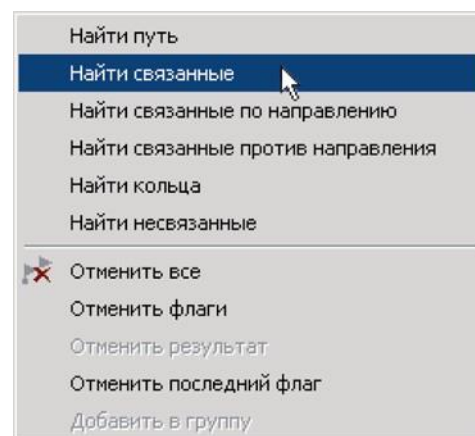 Найти путь
Найти связанные
Найти связанные по направлению
Найти связанные против направления
Найти кольца
Найти несвязанные
Отменить все
Отменить флаги
Отменить результат
Отменить последний флаг
Добавить в группу